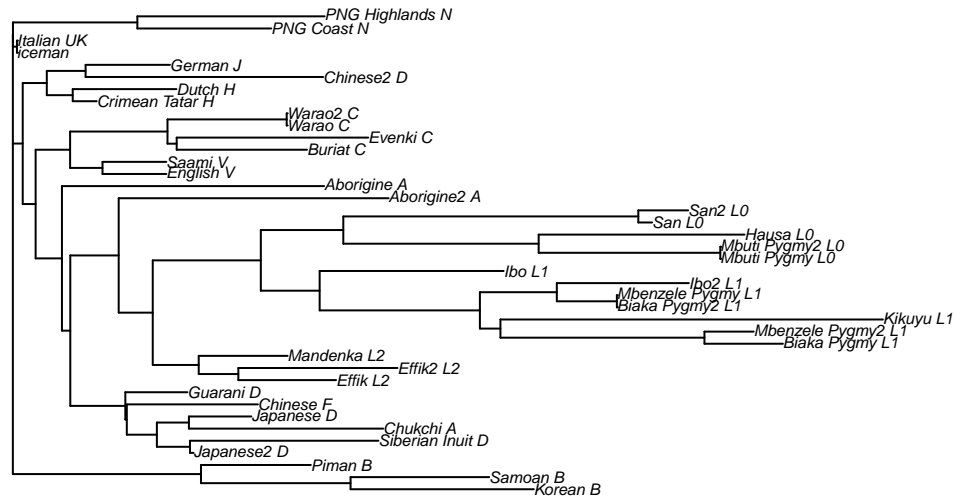 PNG Highlands N
PNG Coast N
Italian UK
iceman
German J
Chinese2 D
Dutch H
Crimean Tatar H
Warao2 C
Warao C
Evenki C
Buriat C
Saami V
English V
Aborigine A
Aborigine2 A
San2 L0
San L0
Hausa L0
Mbuti Pygmy2 L0
Mbuti Pygmy L0
Ibo L1
Ibo2 L1
Mbenzele Pygmy L1
Biaka Pygmy2 L1
Kikuyu L1
Mbenzele Pygmy2 L1
Biaka Pygmy L1
Mandenka L2
Effik2 L2
Effik L2
Guarani D
Chinese F
Japanese D
Chukchi A
Siberian Inuit D
Japanese2 D
Piman B
Samoan B
Korean B